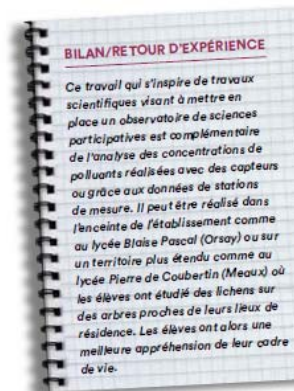 BILAN/RETOUR D'EXPÉRIENCE
Ce travail qui s'inspire de travaux
scientifiques visant à mettre en
place un observatoire de sciences
participatives est complémentaire
de l'analyse des concentrations de
polluants réalisées avec des capteurs
ou grâce aux données de stations
de mesure. Il peut être réalisé dans
l'enceinte de l'établissement comme
au lycée Blaise Pascal (Orsay) ou sur
un territoire plus étendu comme au
lycée Pierre de Coubertin (Meaux) où
les élèves ont étudié des lichens sur
des arbres proches de leurs lieux de
résidence. Les élèves ont alors une
meilleure appréhension de leur cadre
de vie.